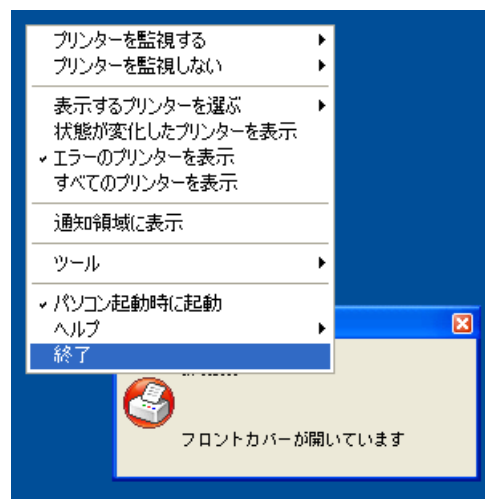 プリンターを監視する
プリンターを監視しない
表示するプリンターを選ぶ
状態が変化したプリンターを表示
エラーのプリンターを表示
すべてのプリンターを表示
通知領域に表示
ツール
パソコン起動時に起動
ヘルプ
終了
フロントカバーが開いています